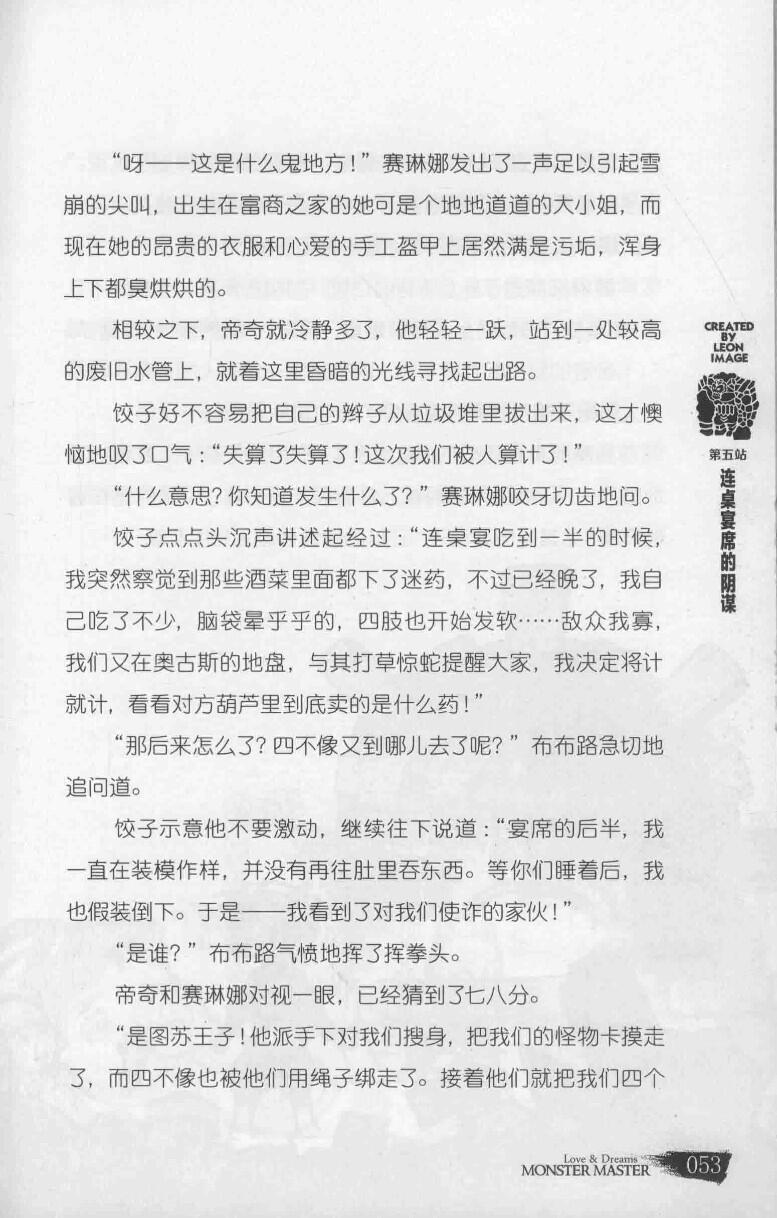 “呀——这是什么鬼地方！”赛琳娜发出了一声足以引起雪
崩的尖叫，出生在富商之家的她可是个地地道道的大小姐，而
现在她的昂贵的衣服和心爱的手工盔甲上居然满是污垢，浑身
上下都臭烘烘的。
相较之下，帝奇就冷静多了，他轻轻一跃，站到一处较高
的废旧水管上，就着这里昏暗的光线寻找起出路。
饺子好不容易把自己的辫子从垃圾堆里拔出来，这才懊
恼地叹了口气：“失算了失算了！这次我们被人算计了！”
“什么意思？你知道发生什么了？”赛琳娜咬牙切齿地问。
饺子点点头沉声讲述起经过：“连桌宴吃到一半的时候，
我突然察觉到那些酒菜里面都下了迷药，不过已经晚了，我自
己吃了不少，脑袋晕乎乎的，四肢也开始发软……敌众我寡，
我们又在奥古斯的地盘，与其打草惊蛇提醒大家，我决定将计
就计，看看对方葫芦里到底卖的是什么药！”
“那后来怎么了？四不像又到哪儿去了呢？”布布路急切地
追问道。
饺子示意他不要激动，继续往下说道：“宴席的后半，我
一直在装模作样，并没有再往肚里吞东西。等你们睡着后，我
也假装倒下。于是——我看到了对我们使诈的家伙！”
“是谁？”布布路气愤地挥了挥拳头。
帝奇和赛琳娜对视一眼，已经猜到了七八分。
“是图苏王子！他派手下对我们搜身，把我们的怪物卡摸走
了，而四不像也被他们用绳子绑走了。接着他们就把我们四个
CREATED
BY
LEON
IMAGE
第五站
连桌宴席的阴谋
Love & Dreams
MONSTER MASTER
053